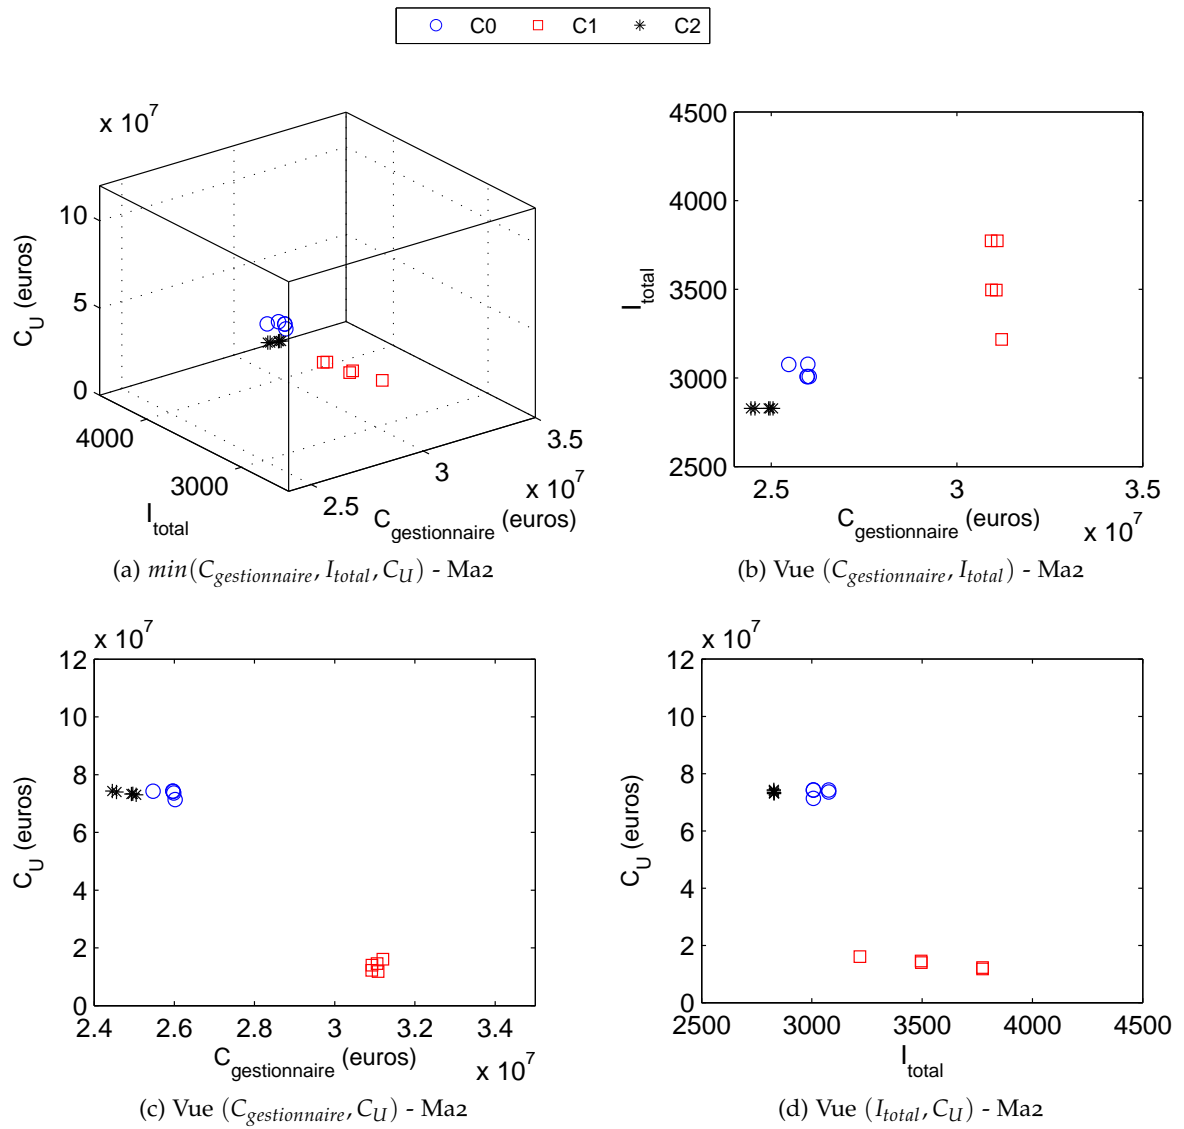 C0 C1 C2
x 10^7
10
5
0
C_U (euros)
4000
3000
I_total
2.5
3
3.5
x 10^7
C_gestionnaire (euros)
(a) min(C_gestionnaire, I_total, C_U) - Ma2
4500
4000
3500
3000
2500
I_total
2.5 3 3.5
C_gestionnaire (euros)
x 10^7
(b) Vue (C_gestionnaire, I_total) - Ma2
x 10^7
12
10
8
6
4
2
0
C_U (euros)
2.4 2.6 2.8 3 3.2 3.4
C_gestionnaire (euros)
x 10^7
(c) Vue (C_gestionnaire, C_U) - Ma2
x 10^7
12
10
8
6
4
2
0
C_U (euros)
2500 3000 3500 4000 4500
I_total
(d) Vue (I_total, C_U) - Ma2